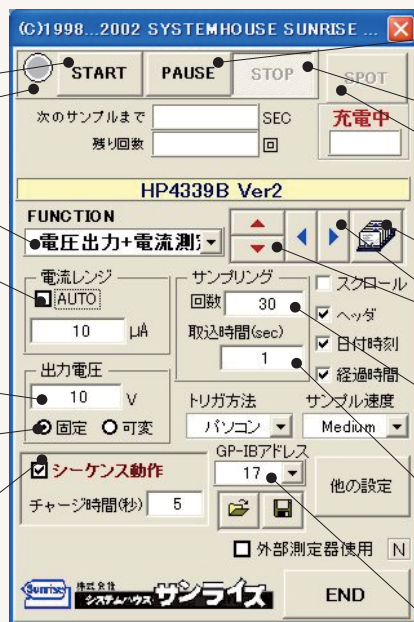 (C)1998...2002 SYSTEMHOUSE SUNRISE ...
START PAUSE STOP SPOT
次のサンプルまで SEC 充電中
残り回数 回
HP4339B Ver2
FUNCTION
電圧出力+電流測定
電流レンジ サンプリング スクロール
AUTO 回数 30 ヘッダ
10 μA 取込時間(sec) 日付時刻
1 経過時間
出力電圧
10 V トリガ方法 サンプル速度
固定 可変 パソコン Medium
GP-IBアドレス
シーケンス動作 17 他の設定
チャージ時間(秒) 5
外部測定器使用 N
Sunrise 株式会社 システムハウス サンライズ END